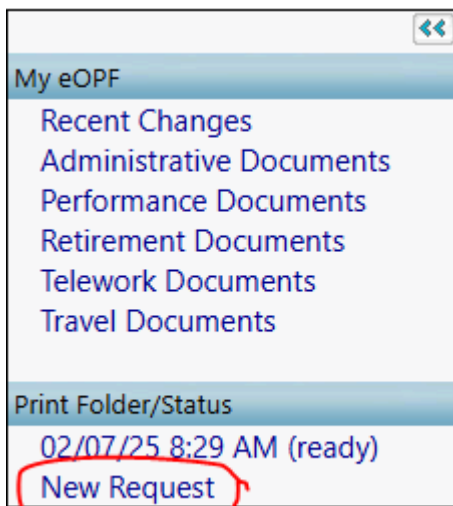 My eOPF
Recent Changes
Administrative Documents
Performance Documents
Retirement Documents
Telework Documents
Travel Documents
Print Folder/Status
02/07/25 8:29 AM (ready)
New Request